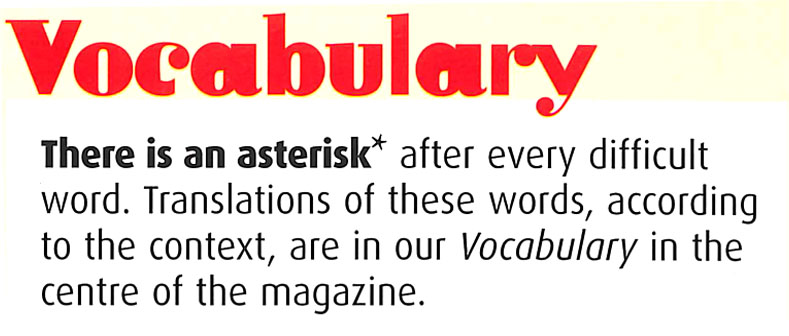 Vocabulary
There is an asterisk* after every difficult
word. Translations of these words, according
to the context, are in our Vocabulary in the
centre of the magazine.